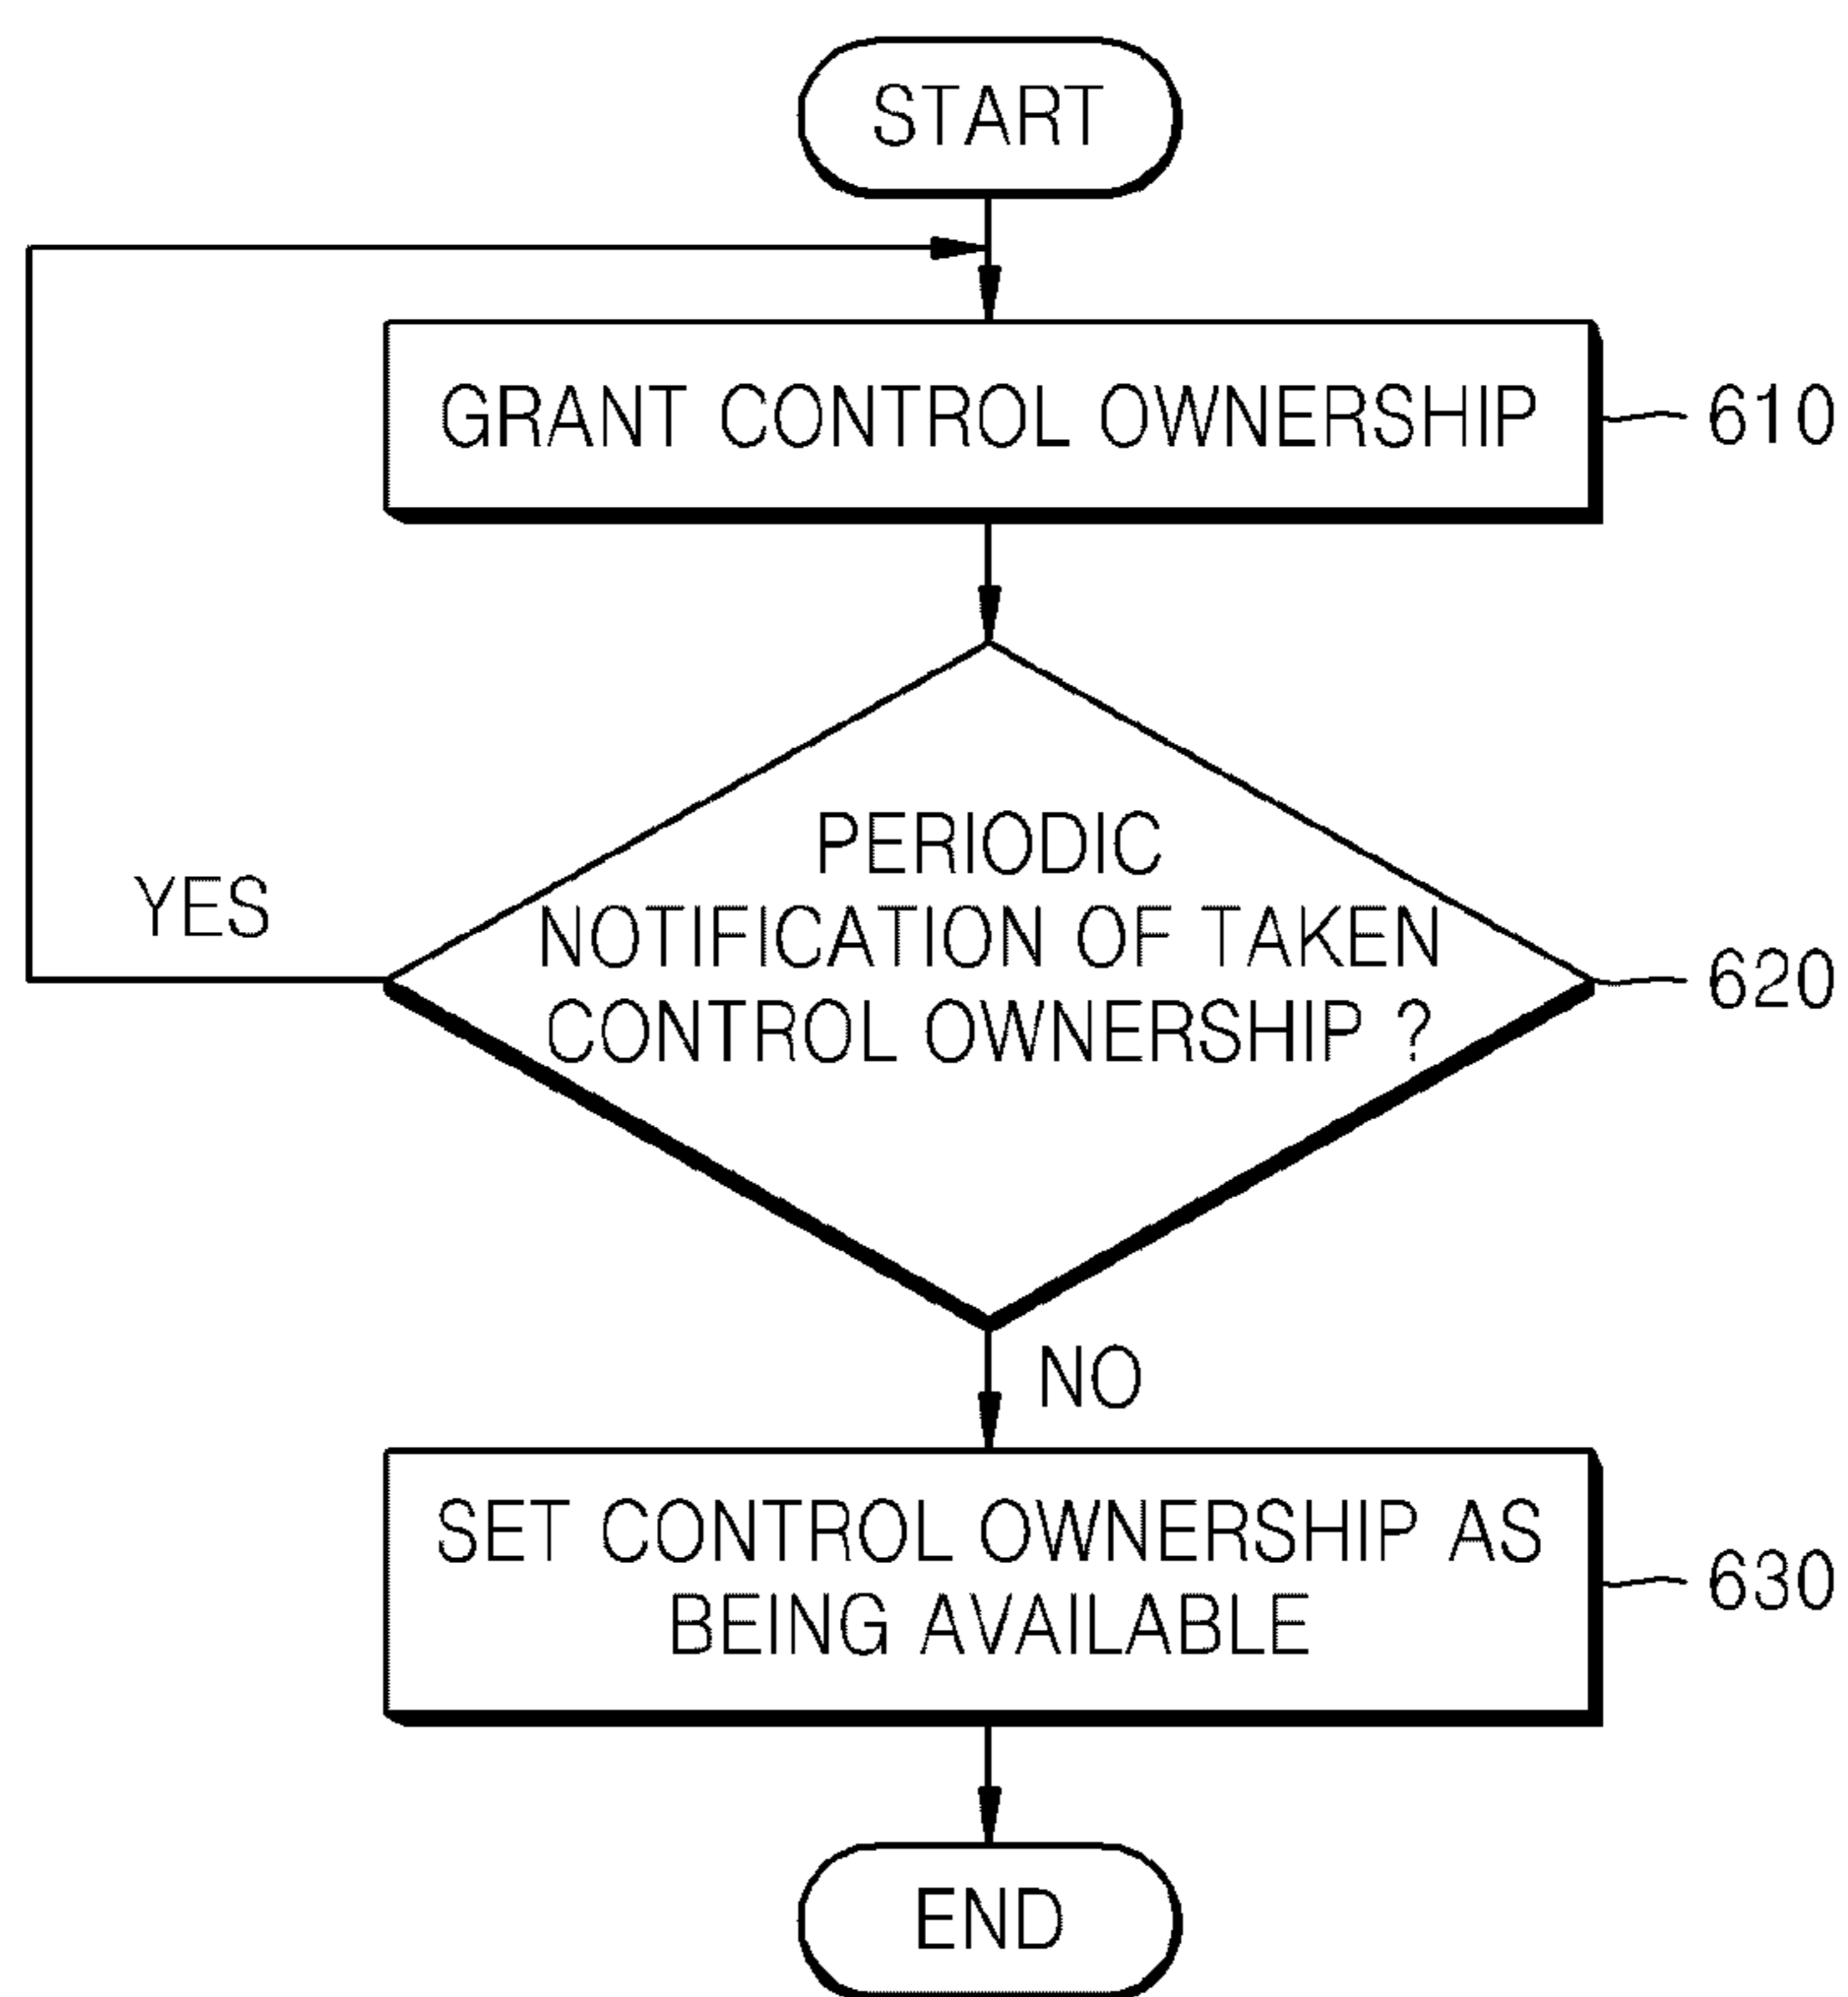 START
GRANT CONTROL OWNERSHIP
610
PERIODIC
NOTIFICATION OF TAKEN
CONTROL OWNERSHIP ?
620
YES
NO
SET CONTROL OWNERSHIP AS
BEING AVAILABLE
630
END